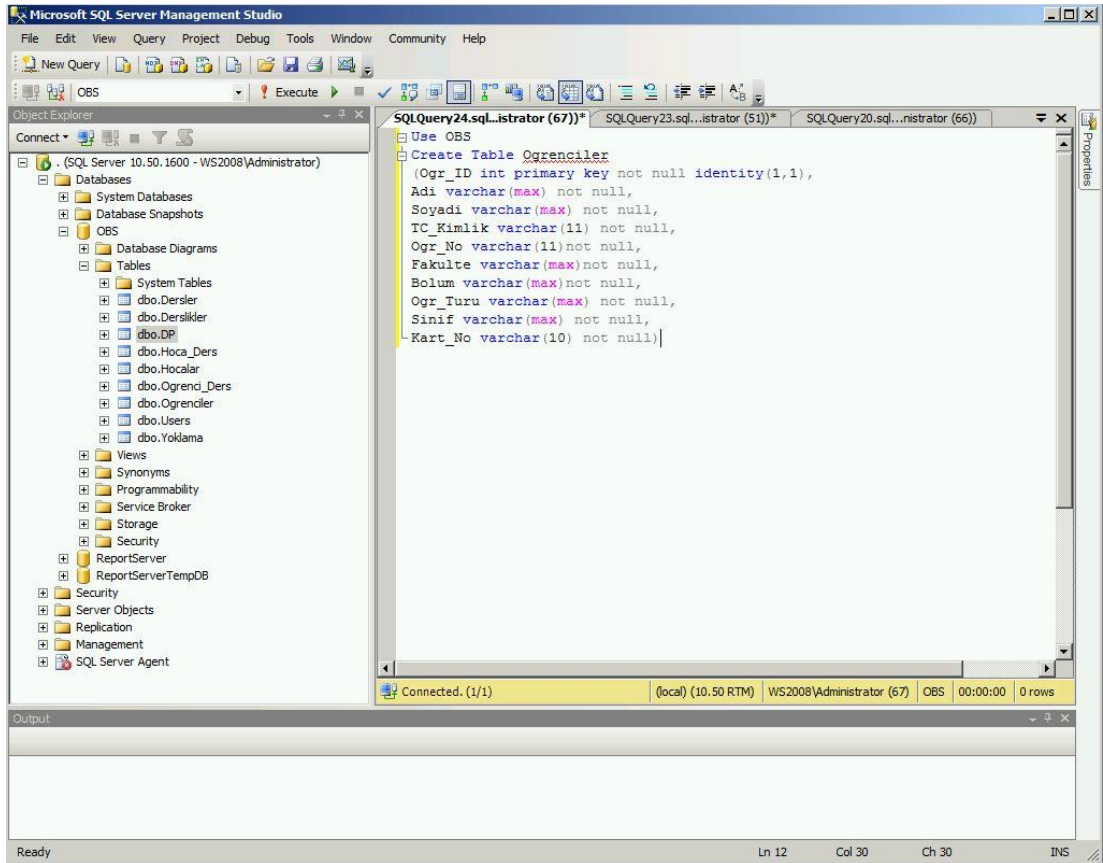 Microsoft SQL Server Management Studio
File Edit View Query Project Debug Tools Window Community Help
New Query
OBS Execute
Object Explorer
Connect
. (SQL Server 10.50.1600 - WS2008\Administrator)
Databases
System Databases
Database Snapshots
OBS
Database Diagrams
Tables
System Tables
dbo.Dersler
dbo.Derslikler
dbo.DP
dbo.Hoca_Ders
dbo.Hocalar
dbo.Ogrenci_Ders
dbo.Ogrenciler
dbo.Users
dbo.Yoklama
Views
Synonyms
Programmability
Service Broker
Storage
Security
ReportServer
ReportServerTempDB
Security
Server Objects
Replication
Management
SQL Server Agent
SQLQuery24.sql...istrator (67))* SQLQuery23.sql...istrator (51))* SQLQuery20.sql...nistrator (66))
Use OBS
Create Table Ogrenciler
(Ogr_ID int primary key not null identity(1,1),
Adi varchar(max) not null,
Soyadi varchar(max) not null,
TC_Kimlik varchar(11) not null,
Ogr_No varchar(11)not null,
Fakulte varchar(max)not null,
Bolum varchar(max)not null,
Ogr_Turu varchar(max) not null,
Sinif varchar(max) not null,
Kart_No varchar(10) not null)
Connected. (1/1) (local) (10.50 RTM) WS2008\Administrator (67) OBS 00:00:00 0 rows
Properties
Output
Ready Ln 12 Col 30 Ch 30 INS